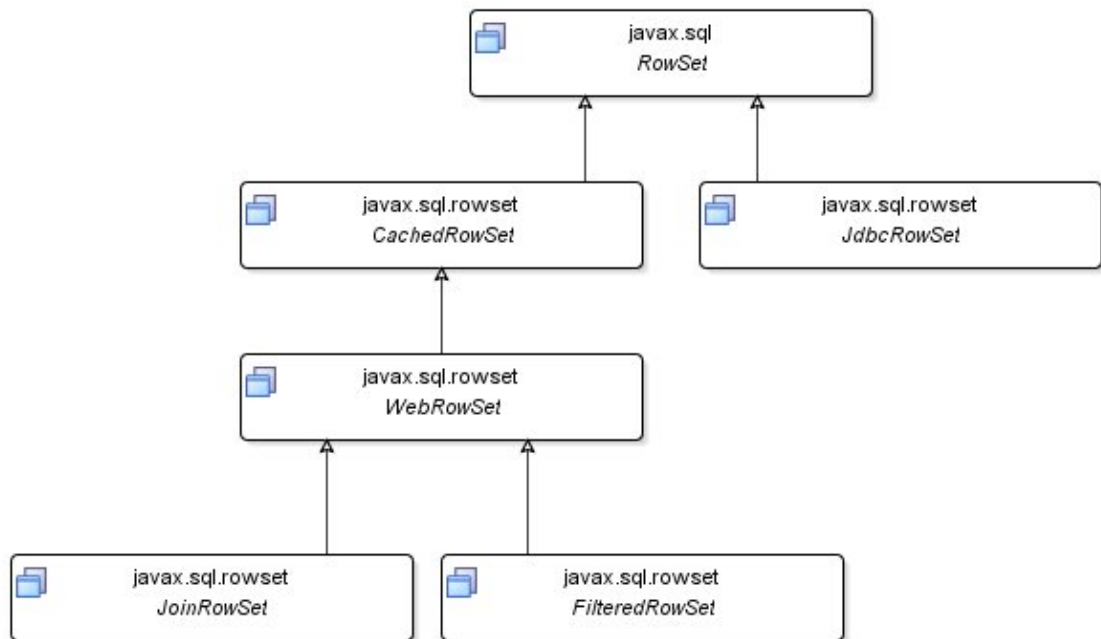 javax.sql
RowSet
javax.sql.rowset
CachedRowSet
javax.sql.rowset
JdbcRowSet
javax.sql.rowset
WebRowSet
javax.sql.rowset
JoinRowSet
javax.sql.rowset
FilteredRowSet